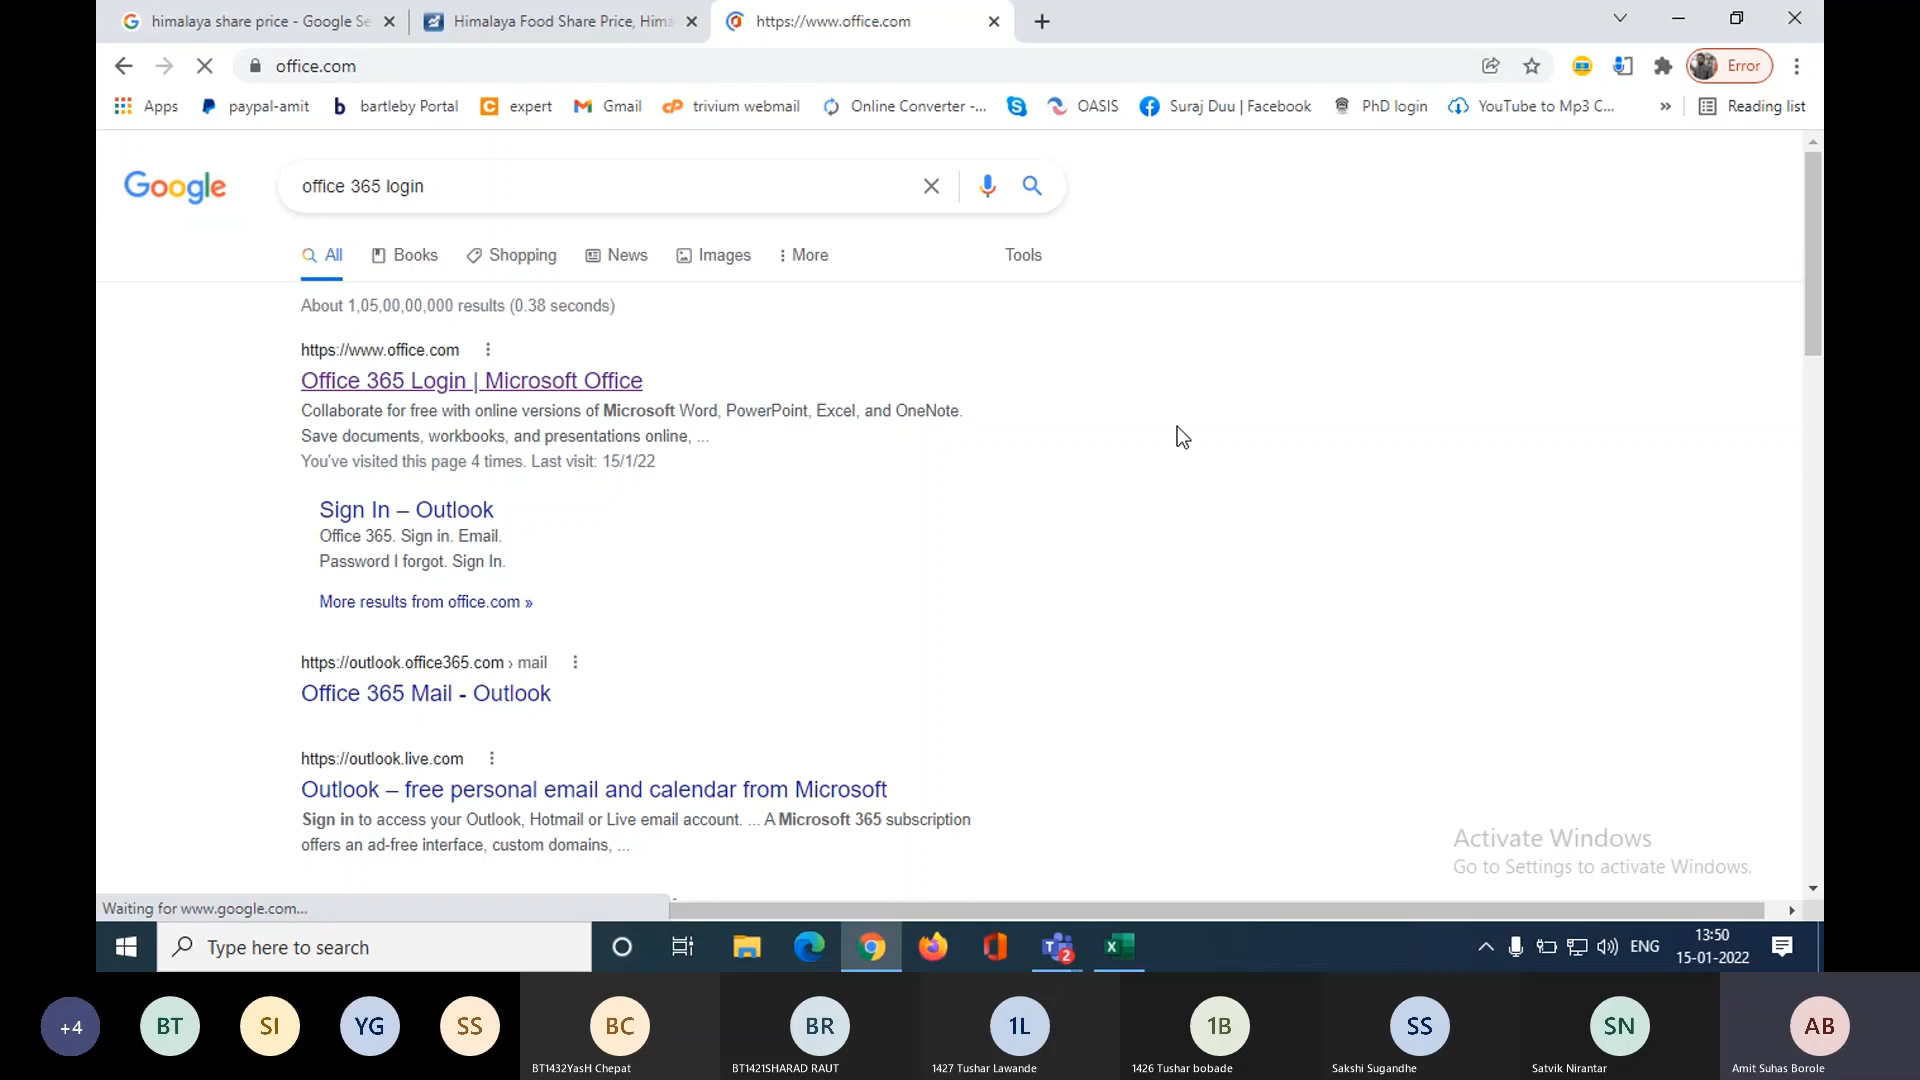 himalaya share price - Google Se
Himalaya Food Share Price, Hima
https://www.office.com
office.com
Error
Apps
paypal-amit
bartleby Portal
expert
Gmail
trivium webmail
Online Converter -...
OASIS
Suraj Duu | Facebook
PhD login
YouTube to Mp3 C...
»
Reading list
Google
office 365 login
All
Books
Shopping
News
Images
More
Tools
About 1,05,00,00,000 results (0.38 seconds)
https://www.office.com
Office 365 Login | Microsoft Office
Collaborate for free with online versions of Microsoft Word, PowerPoint, Excel, and OneNote.
Save documents, workbooks, and presentations online, ...
You've visited this page 4 times. Last visit: 15/1/22
Sign In – Outlook
Office 365. Sign in. Email.
Password I forgot. Sign In.
More results from office.com »
https://outlook.office365.com › mail
Office 365 Mail - Outlook
https://outlook.live.com
Outlook – free personal email and calendar from Microsoft
Sign in to access your Outlook, Hotmail or Live email account. ... A Microsoft 365 subscription
offers an ad-free interface, custom domains, ...
Activate Windows
Go to Settings to activate Windows.
Waiting for www.google.com...
Type here to search
2
ENG
13:50
15-01-2022
+4
BT
SI
YG
SS
BC
BT1432YasH Chepat
BR
BT1421SHARAD RAUT
1L
1427 Tushar Lawande
1B
1426 Tushar bobade
SS
Sakshi Sugandhe
SN
Satvik Nirantar
AB
Amit Suhas Borole